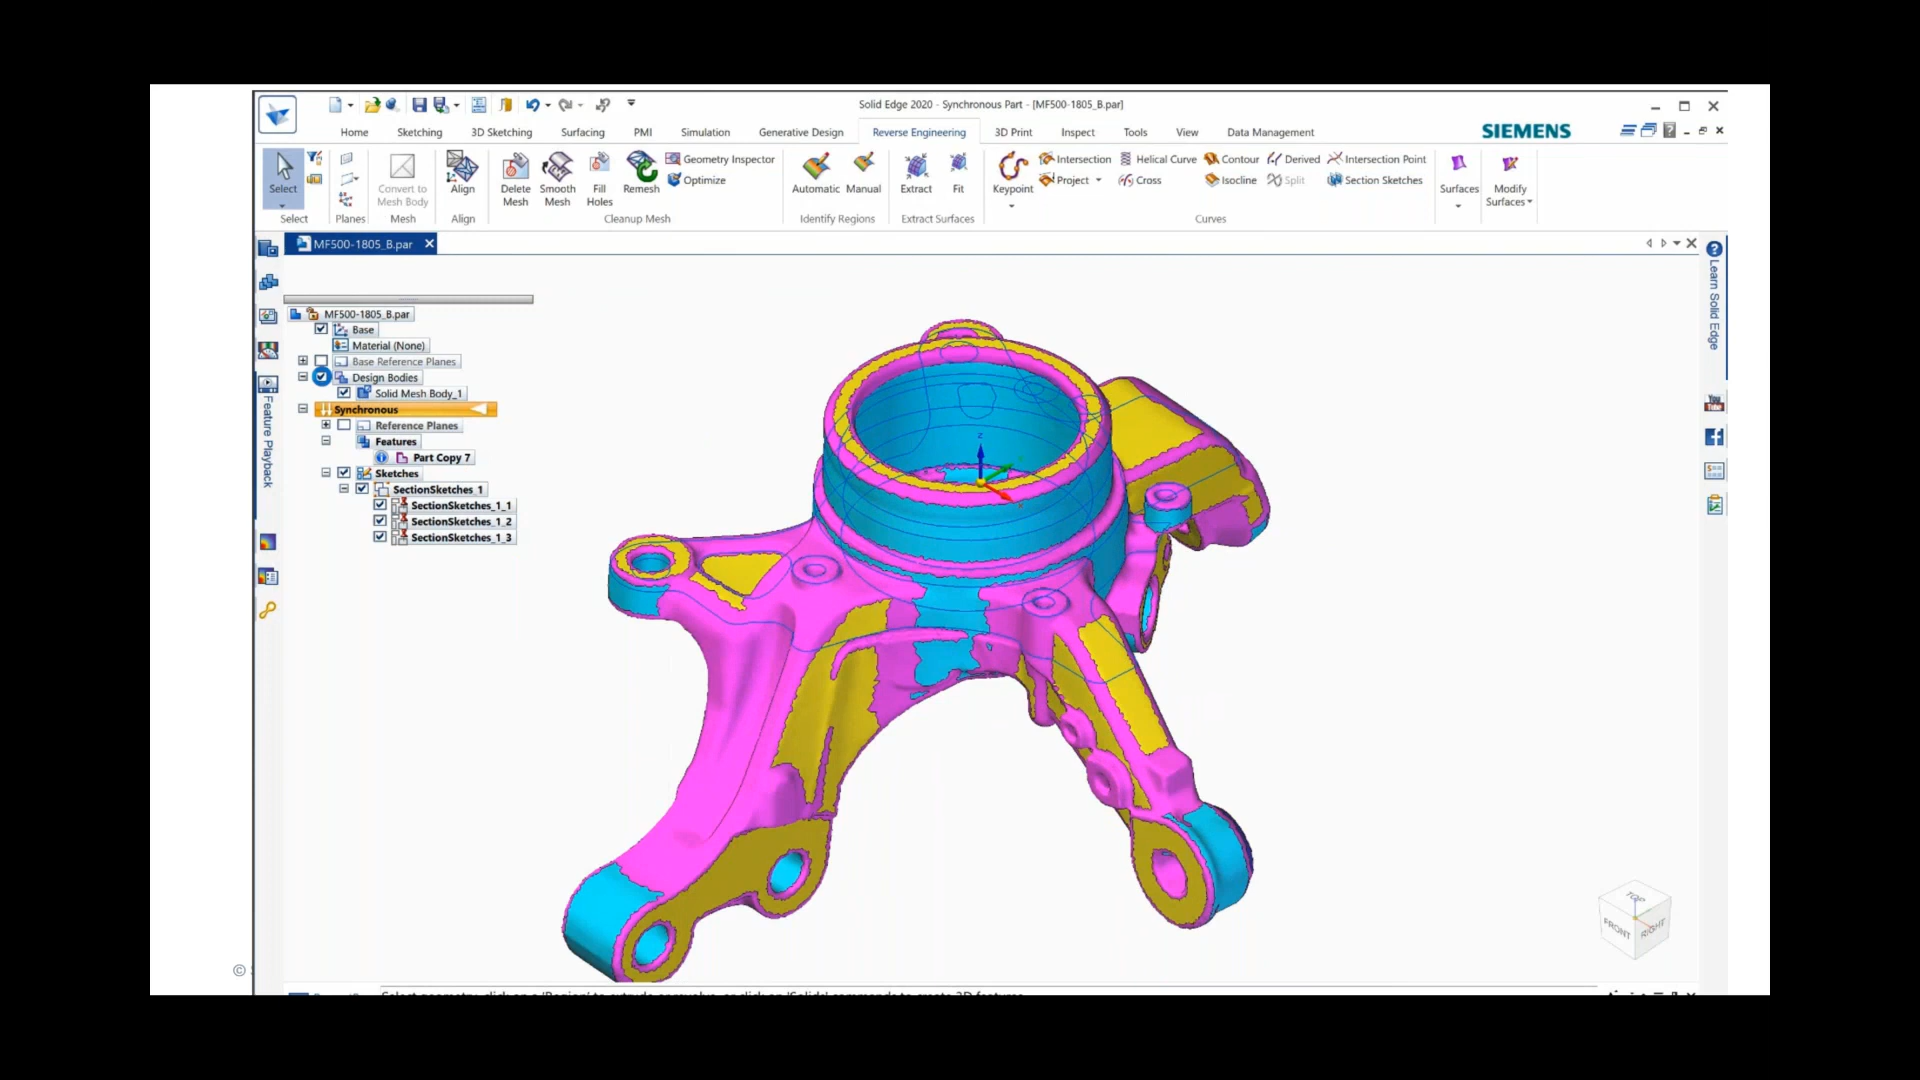 Solid Edge 2020 - Synchronous Part - [MF500-1805_B.par]
Home Sketching 3D Sketching Surfacing PMI Simulation Generative Design Reverse Engineering 3D Print Inspect Tools View Data Management
SIEMENS
Select
Select
Planes
Convert to Mesh Body
Mesh
Align
Align
Delete Mesh
Smooth Mesh
Fill Holes
Remesh
Geometry Inspector
Optimize
Cleanup Mesh
Automatic Manual
Identify Regions
Extract Fit
Extract Surfaces
Keypoint
Intersection Helical Curve Contour Derived Intersection Point
Project Cross Isocline Split Section Sketches
Curves
Surfaces
Modify Surfaces
MF500-1805_B.par
Learn Solid Edge
You Tube
Feature Playback
MF500-1805_B.par
Base
Material (None)
Base Reference Planes
Design Bodies
Solid Mesh Body_1
Synchronous
Reference Planes
Features
Part Copy 7
Sketches
SectionSketches_1
SectionSketches_1_1
SectionSketches_1_2
SectionSketches_1_3
z
TOP
FRONT
RIGHT
©